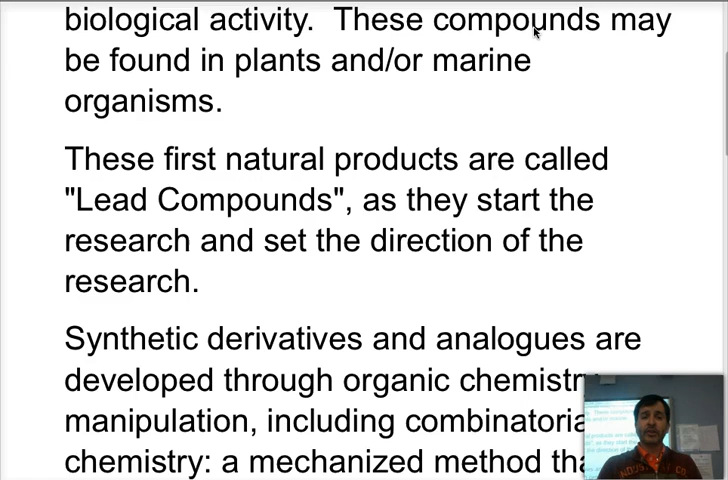 biological activity.  These compounds may
be found in plants and/or marine
organisms.
These first natural products are called
"Lead Compounds", as they start the
research and set the direction of the
research.
Synthetic derivatives and analogues are
developed through organic chemistry
manipulation, including combinatoria
chemistry: a mechanized method tha